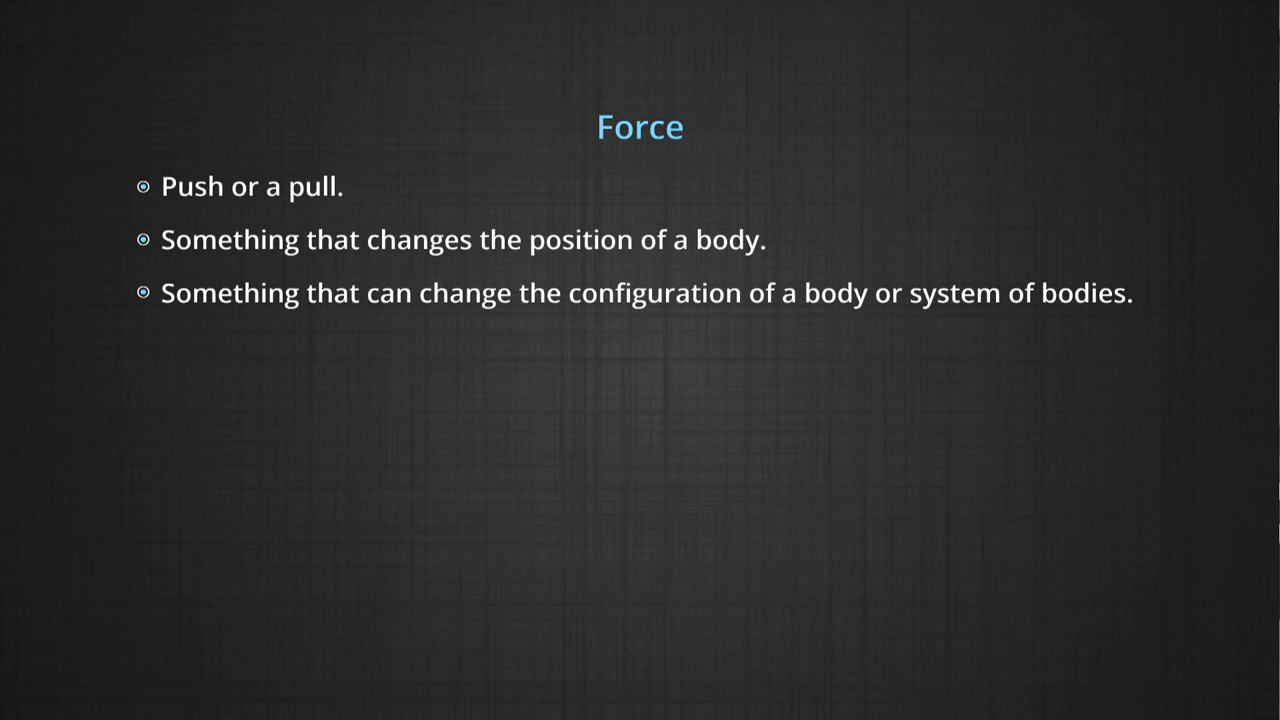 Force
Push or a pull.
Something that changes the position of a body.
Something that can change the configuration of a body or system of bodies.